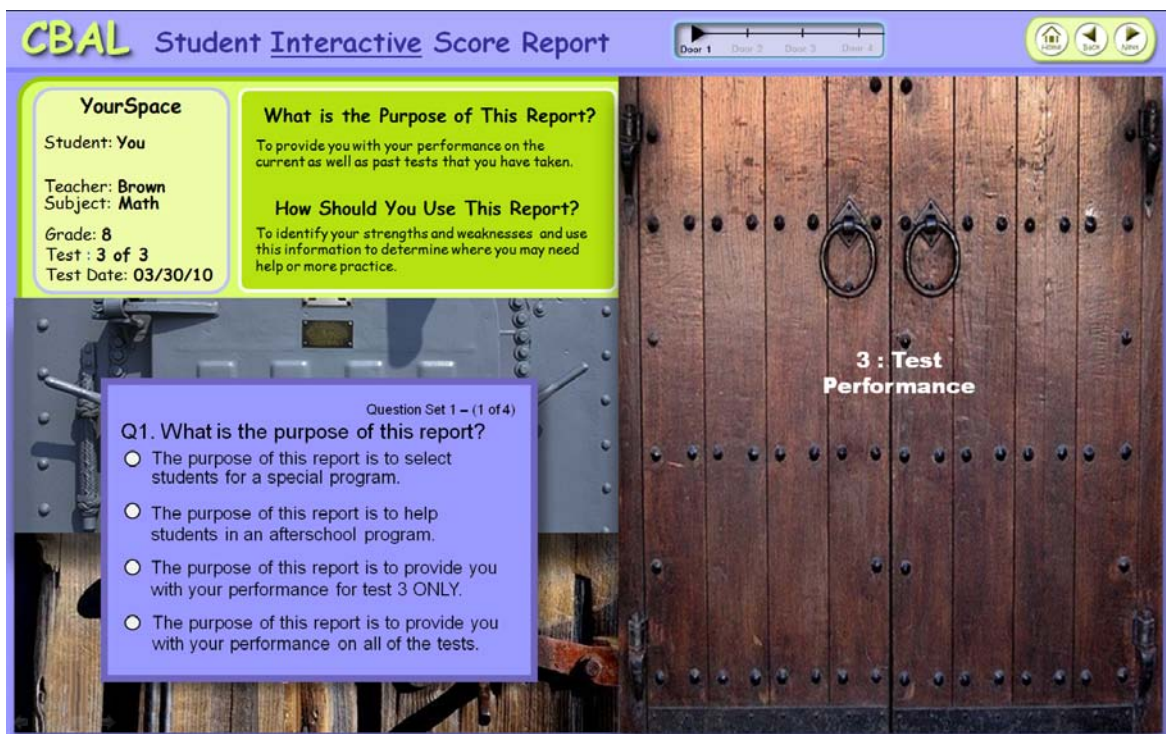 CBAL Student Interactive Score Report
Door 1 Door 2 Door 3 Door 4
Home Back Next
YourSpace
Student: You
Teacher: Brown
Subject: Math
Grade: 8
Test : 3 of 3
Test Date: 03/30/10
What is the Purpose of This Report?
To provide you with your performance on the
current as well as past tests that you have taken.
How Should You Use This Report?
To identify your strengths and weaknesses and use
this information to determine where you may need
help or more practice.
3 : Test
Performance
Question Set 1 – (1 of 4)
Q1. What is the purpose of this report?
The purpose of this report is to select
students for a special program.
The purpose of this report is to help
students in an afterschool program.
The purpose of this report is to provide you
with your performance for test 3 ONLY.
The purpose of this report is to provide you
with your performance on all of the tests.